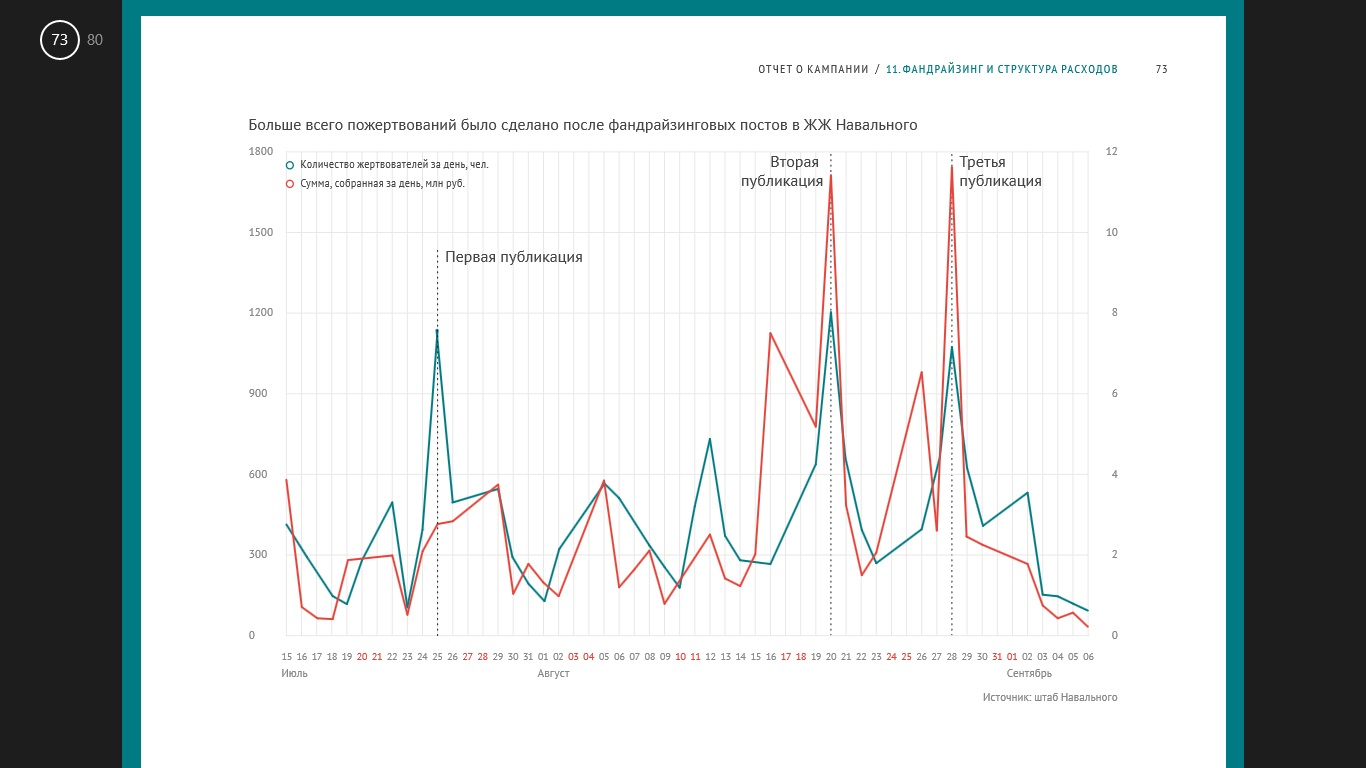 73 80
ОТЧЕТ О КАМПАНИИ / 11. ФАНДРАЙЗИНГ И СТРУКТУРА РАСХОДОВ 73
Больше всего пожертвований было сделано после фандрайзинговых постов в ЖЖ Навального
1800 12
Количество жертвователей за день, чел.
Сумма, собранная за день, млн руб.
Вторая
публикация
Третья
публикация
1500 10
Первая публикация
1200 8
900 6
600 4
300 2
0 0
15 16 17 18 19 20 21 22 23 24 25 26 27 28 29 30 31 01 02 03 04 05 06 07 08 09 10 11 12 13 14 15 16 17 18 19 20 21 22 23 24 25 26 27 28 29 30 31 01 02 03 04 05 06
Июль Август Сентябрь
Источник: штаб Навального